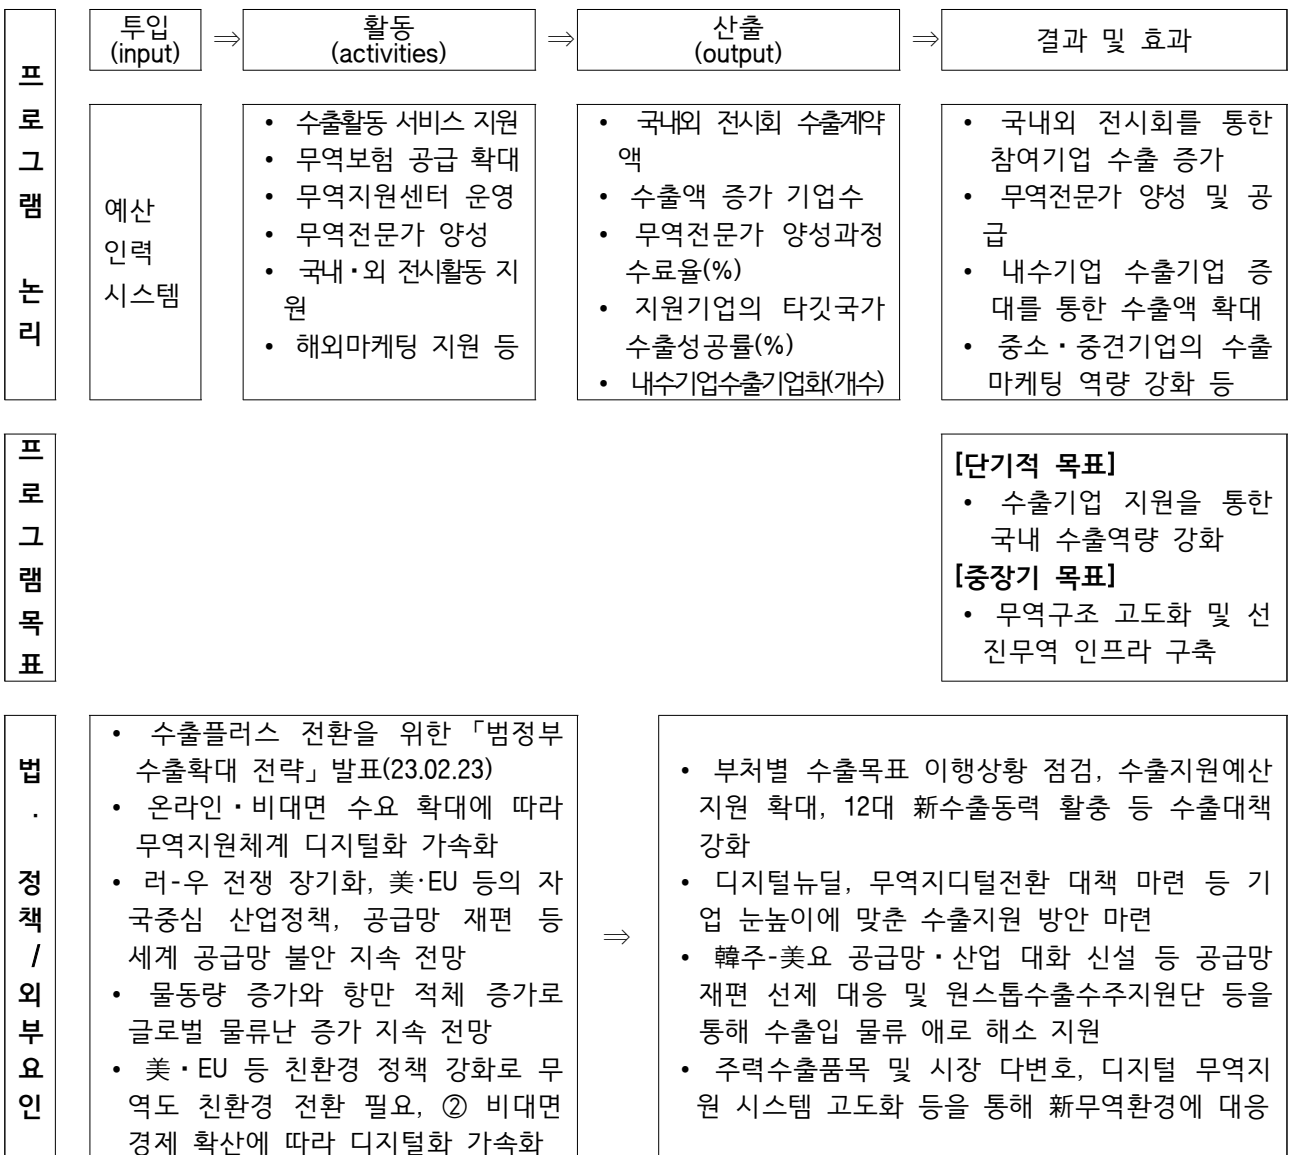 프
로
그
램
논
리
투입
(input)
⇒
활동
(activities)
⇒
산출
(output)
⇒
결과 및 효과
예산
인력
시스템
• 수출활동 서비스 지원
• 무역보험 공급 확대
• 무역지원센터 운영
• 무역전문가 양성
• 국내·외 전시활동 지
원
• 해외마케팅 지원 등
• 국내외 전시회 수출계약
액
• 수출액 증가 기업수
• 무역전문가 양성과정
수료율(%)
• 지원기업의 타깃국가
수출성공률(%)
• 내수기업수출기업화(개수)
• 국내외 전시회를 통한
참여기업 수출 증가
• 무역전문가 양성 및 공
급
• 내수기업 수출기업 증
대를 통한 수출액 확대
• 중소·중견기업의 수출
마케팅 역량 강화 등
프
로
그
램
목
표
[단기적 목표]
• 수출기업 지원을 통한
국내 수출역량 강화
[중장기 목표]
• 무역구조 고도화 및 선
진무역 인프라 구축
법
·
정
책
/
외
부
요
인
• 수출플러스 전환을 위한 「범정부
수출확대 전략」 발표(23.02.23)
• 온라인·비대면 수요 확대에 따라
무역지원체계 디지털화 가속화
• 러-우 전쟁 장기화, 美·EU 등의 자
국중심 산업정책, 공급망 재편 등
세계 공급망 불안 지속 전망
• 물동량 증가와 항만 적체 증가로
글로벌 물류난 증가 지속 전망
• 美·EU 등 친환경 정책 강화로 무
역도 친환경 전환 필요, ② 비대면
경제 확산에 따라 디지털화 가속화
⇒
• 부처별 수출목표 이행상황 점검, 수출지원예산
지원 확대, 12대 新수출동력 활충 등 수출대책
강화
• 디지털뉴딜, 무역지디털전환 대책 마련 등 기
업 눈높이에 맞춘 수출지원 방안 마련
• 韓주-美요 공급망·산업 대화 신설 등 공급망
재편 선제 대응 및 원스톱수출수주지원단 등을
통해 수출입 물류 애로 해소 지원
• 주력수출품목 및 시장 다변호, 디지털 무역지
원 시스템 고도화 등을 통해 新무역환경에 대응